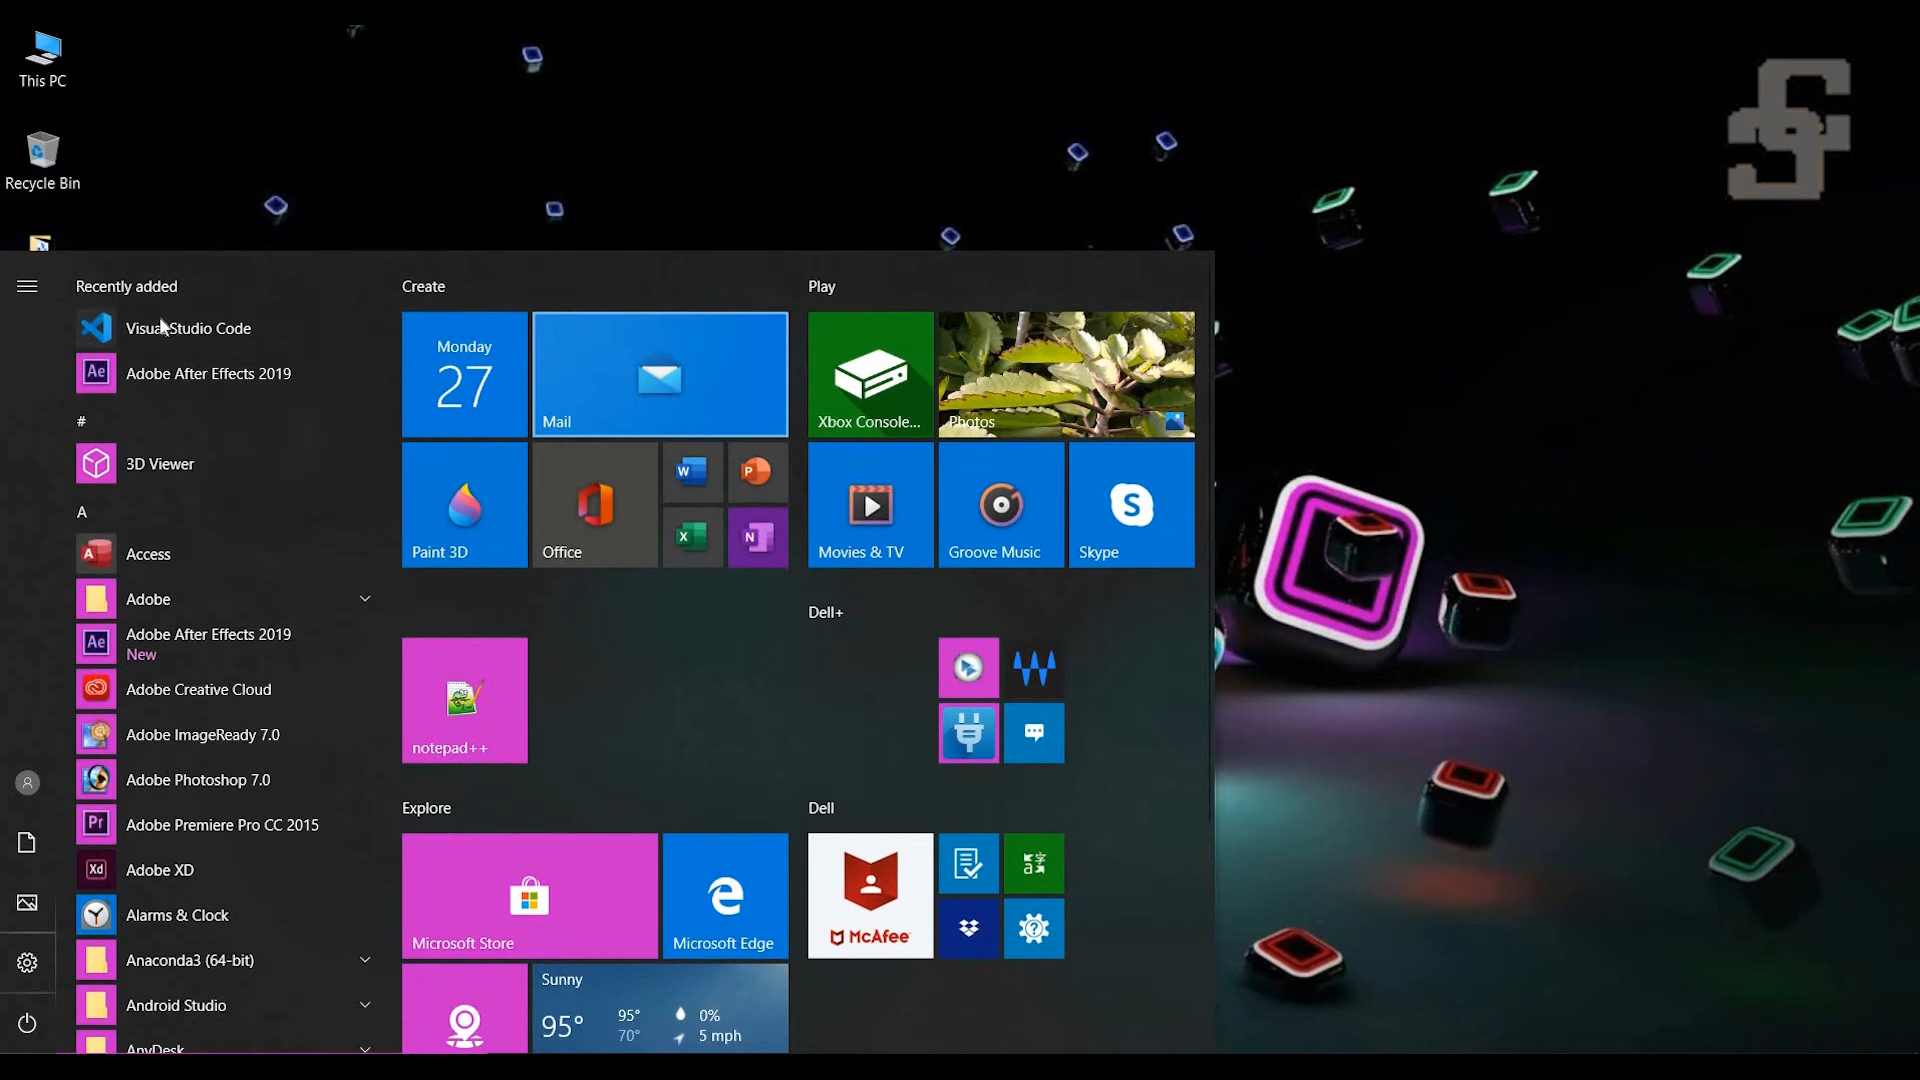 This PC
Recycle Bin
Recently added
Visual Studio Code
Ae
Adobe After Effects 2019
#
3D Viewer
A
A
Access
Adobe
Ae
Adobe After Effects 2019
New
Adobe Creative Cloud
Adobe ImageReady 7.0
Adobe Photoshop 7.0
Pr
Adobe Premiere Pro CC 2015
Xd
Adobe XD
Alarms & Clock
Anaconda3 (64-bit)
Android Studio
AnyDesk
Create
Monday
27
Mail
Paint 3D
Office
W
P
X
N
notepad++
Explore
Microsoft Store
Microsoft Edge
Sunny
95°
95°
70°
0%
5 mph
Play
Xbox Console...
Photos
Movies & TV
Groove Music
S
Skype
Dell+
Dell
McAfee